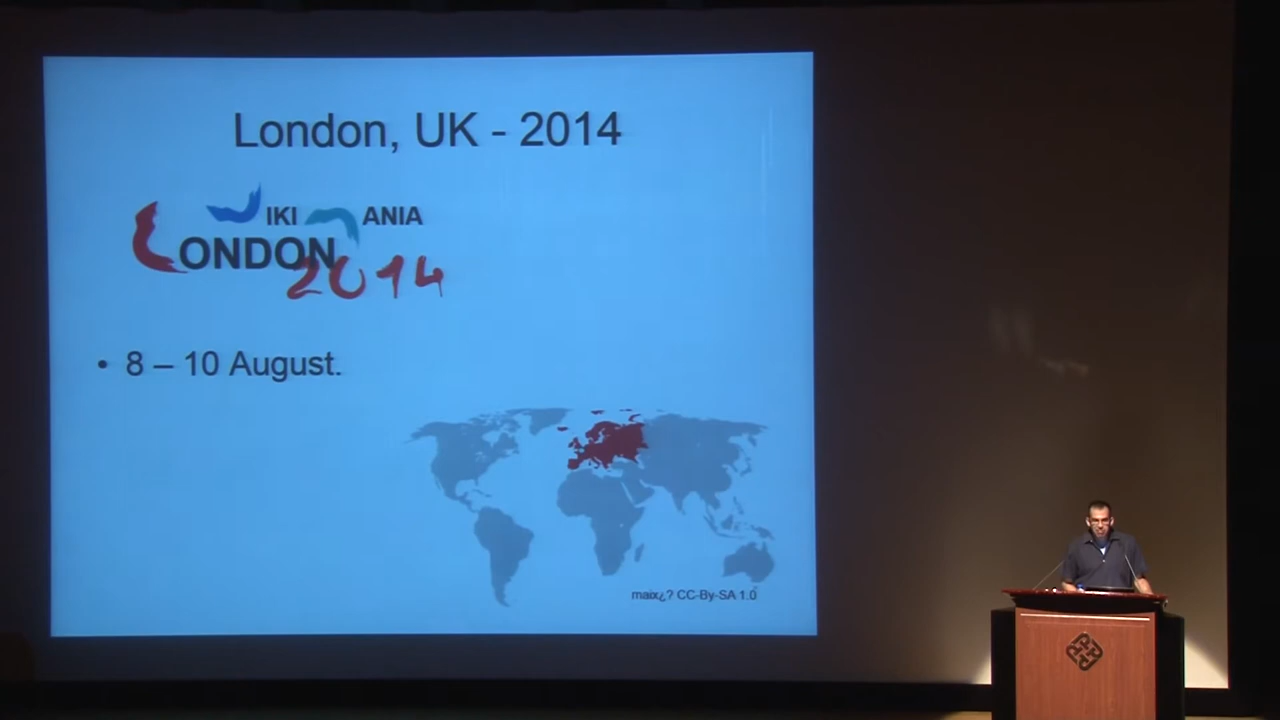 London, UK - 2014
WIKIMANIA
LONDON
2014
• 8 – 10 August.
maix¿? CC-By-SA 1.0